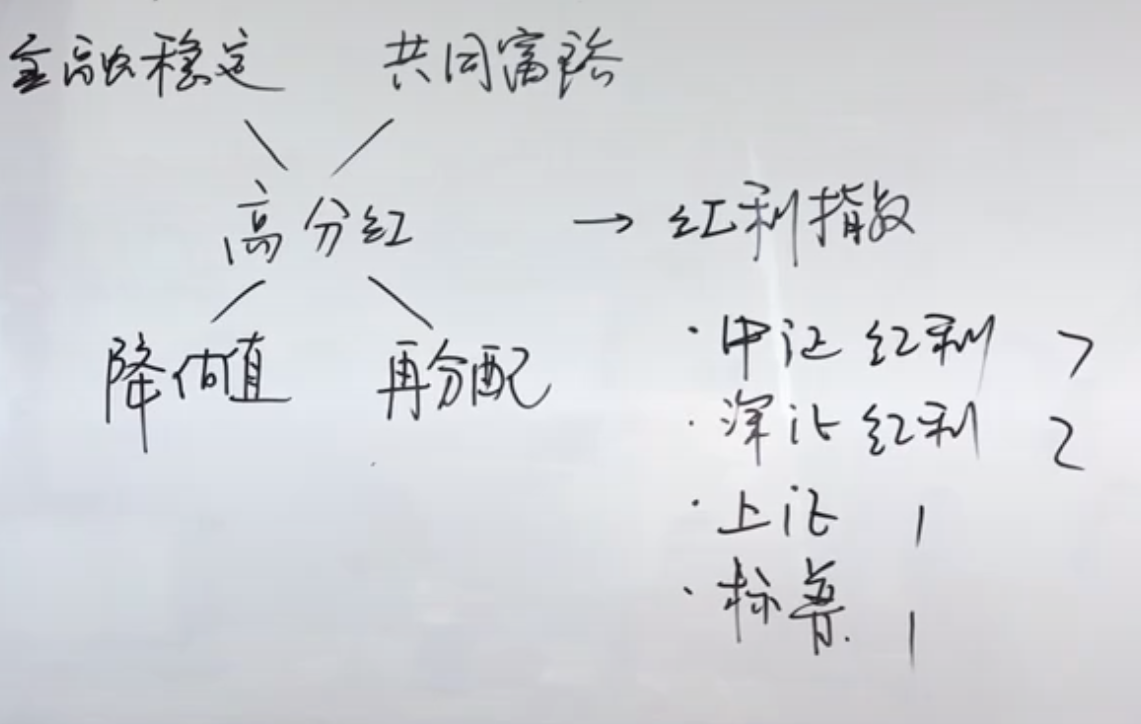 金融稳定 共同富裕
高分红 → 红利指数
降估值 再分配
· 中证红利 7
· 深证红利 2
· 上证 1
· 标普 1